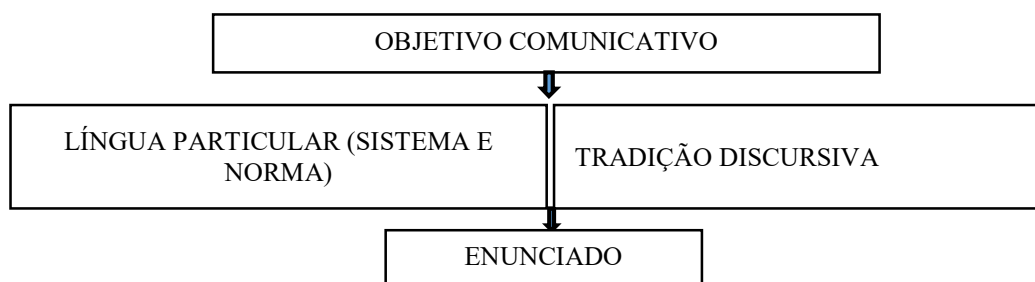 OBJETIVO COMUNICATIVO
LÍNGUA PARTICULAR (SISTEMA E
NORMA)
TRADIÇÃO DISCURSIVA
ENUNCIADO